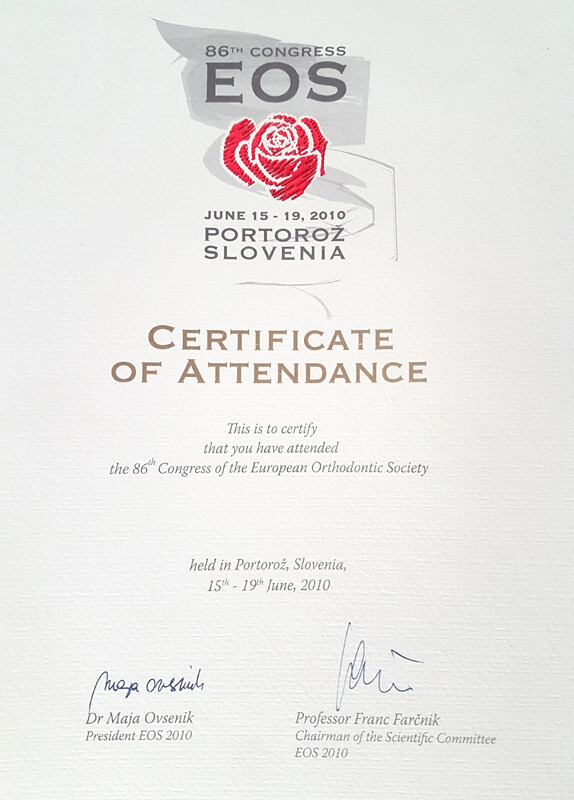 86TH CONGRESS
EOS
JUNE 15 - 19, 2010
PORTOROŽ
SLOVENIA
CERTIFICATE
OF ATTENDANCE
This is to certify
that you have attended
the 86th Congress of the European Orthodontic Society
held in Portorož, Slovenia,
15th - 19th June, 2010
Maja Ovsenik
Dr Maja Ovsenik
President EOS 2010
Professor Franc Farčnik
Chairman of the Scientific Committee
EOS 2010